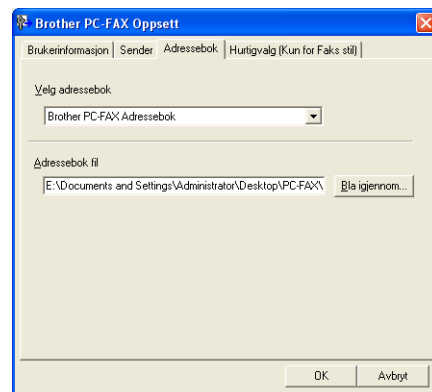 Brother PC-FAX Oppsett
Brukerinformasjon Sender Adressebok Hurtigvalg (Kun for Faks stil)
Velg adressebok
Brother PC-FAX Adressebok
Adressebok fil
E:\Documents and Settings\Administrator\Desktop\PC-FAX\ Bla igjennom...
OK Avbryt